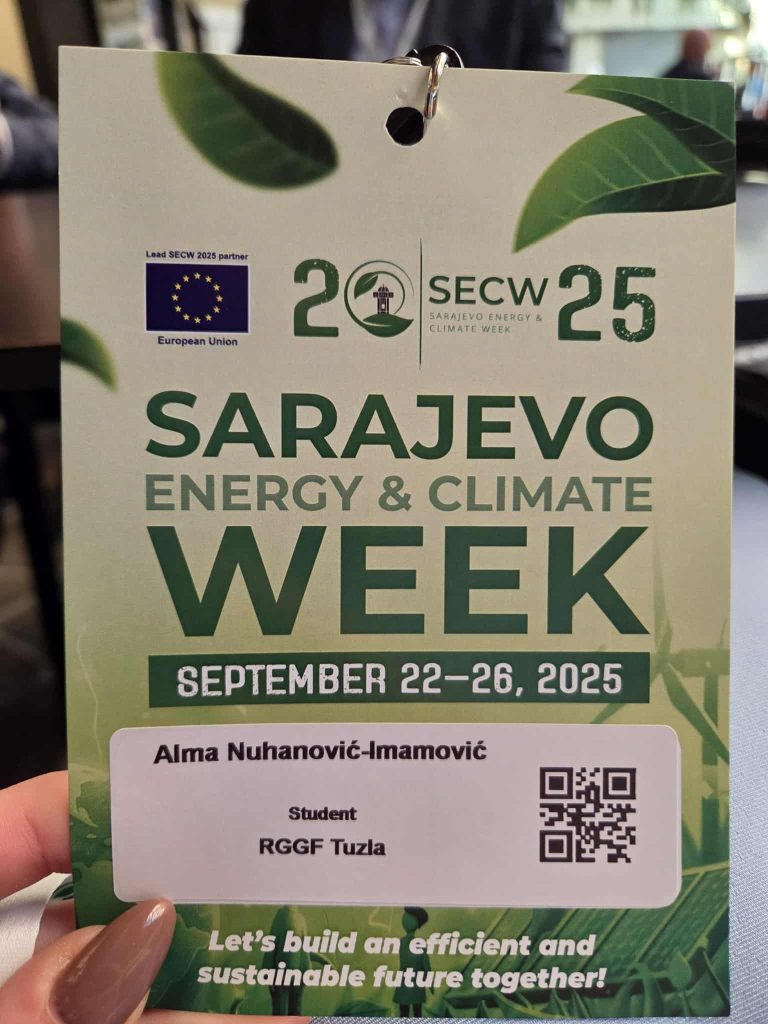 Lead SECW 2025 partner
European Union
20 SECW 25
SARAJEVO ENERGY &
CLIMATE WEEK
SARAJEVO
ENERGY & CLIMATE
WEEK
SEPTEMBER 22–26, 2025
Alma Nuhanović-Imamović
Student
RGGF Tuzla
Let's build an efficient and
sustainable future together!